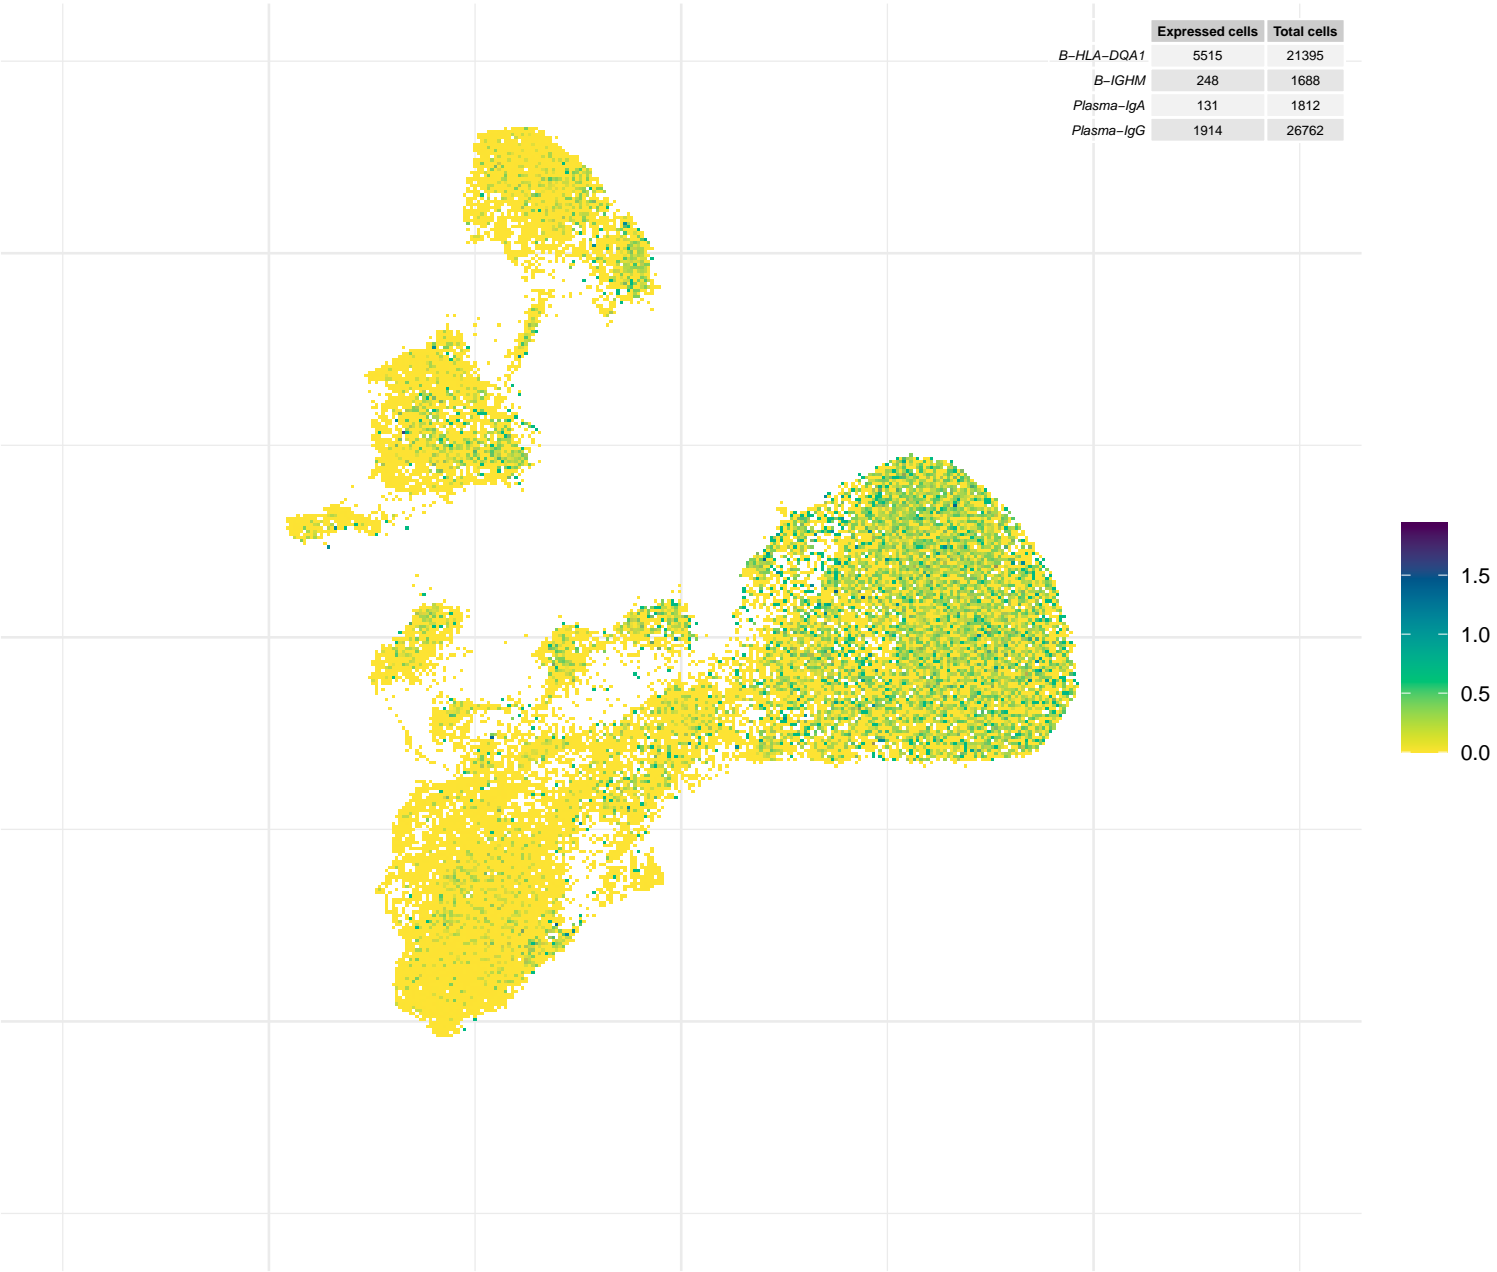 Expressed cells Total cells
B−HLA−DQA1 5515 21395
B−IGHM 248 1688
Plasma−IgA 131 1812
Plasma−IgG 1914 26762
1.5
1.0
0.5
0.0